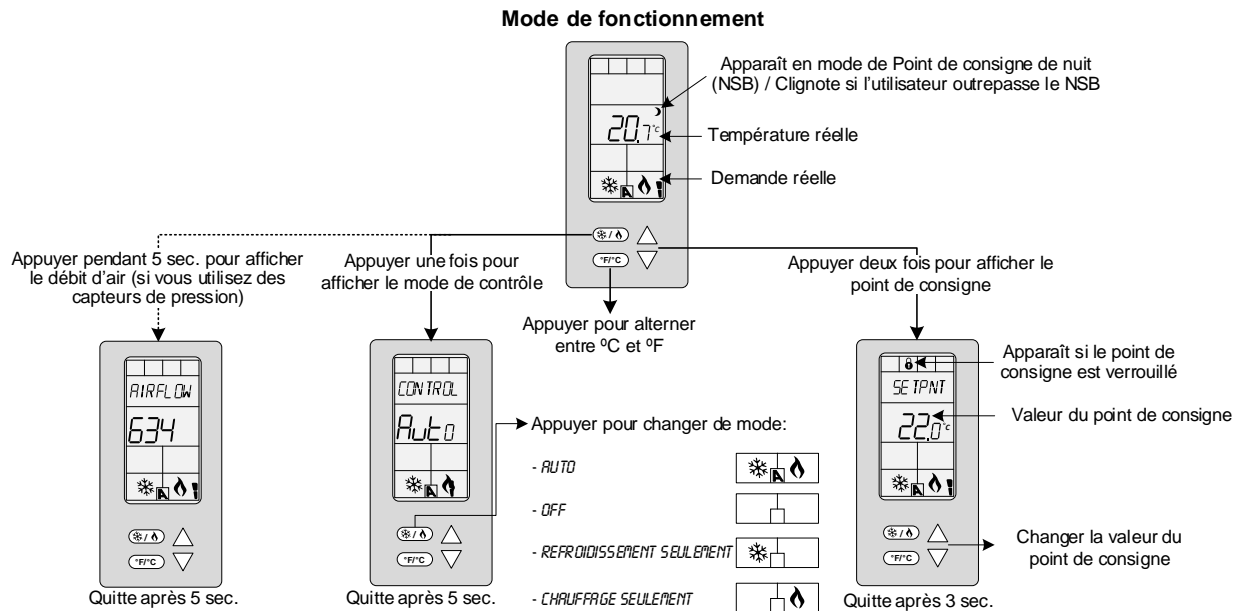 Mode de fonctionnement
Apparaît en mode de Point de consigne de nuit
(NSB) / Clignote si l'utilisateur outrepasse le NSB
20.7°c
Température réelle
Demande réelle
A
❄/🔥
°F/°C
Appuyer pendant 5 sec. pour afficher
le débit d'air (si vous utilisez des
capteurs de pression)
Appuyer une fois pour
afficher le mode de contrôle
Appuyer pour alterner
entre ºC et ºF
Appuyer deux fois pour afficher le
point de consigne
AIRFLOW
634
A
°F/°C
Quitte après 5 sec.
CONTROL
Auto
A
°F/°C
Quitte après 5 sec.
Appuyer pour changer de mode:
- AUTO
A
- OFF
- REFROIDISSEMENT SEULEMENT
- CHAUFFAGE SEULEMENT
Apparaît si le point de
consigne est verrouillé
SETPNT
22.0°c
Valeur du point de consigne
A
°F/°C
Changer la valeur du
point de consigne
Quitte après 3 sec.